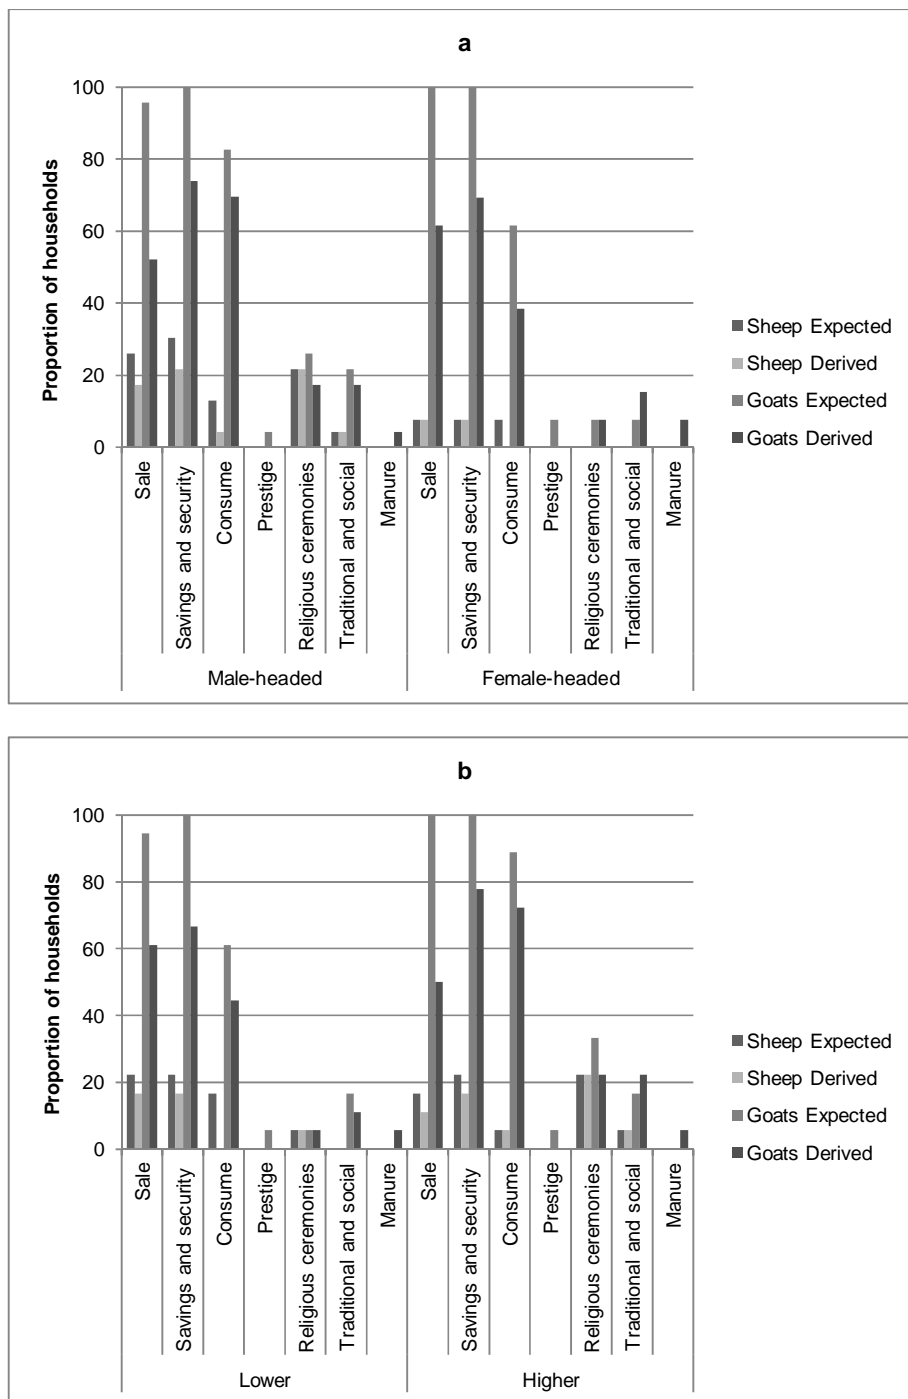 a
100
80
60
40
20
0
Proportion of households
Sale
Savings and security
Consume
Prestige
Religious ceremonies
Traditional and social
Manure
Sale
Savings and security
Consume
Prestige
Religious ceremonies
Traditional and social
Manure
Male-headed
Female-headed
Sheep Expected
Sheep Derived
Goats Expected
Goats Derived
b
100
80
60
40
20
0
Proportion of households
Sale
Savings and security
Consume
Prestige
Religious ceremonies
Traditional and social
Manure
Sale
Savings and security
Consume
Prestige
Religious ceremonies
Traditional and social
Manure
Lower
Higher
Sheep Expected
Sheep Derived
Goats Expected
Goats Derived